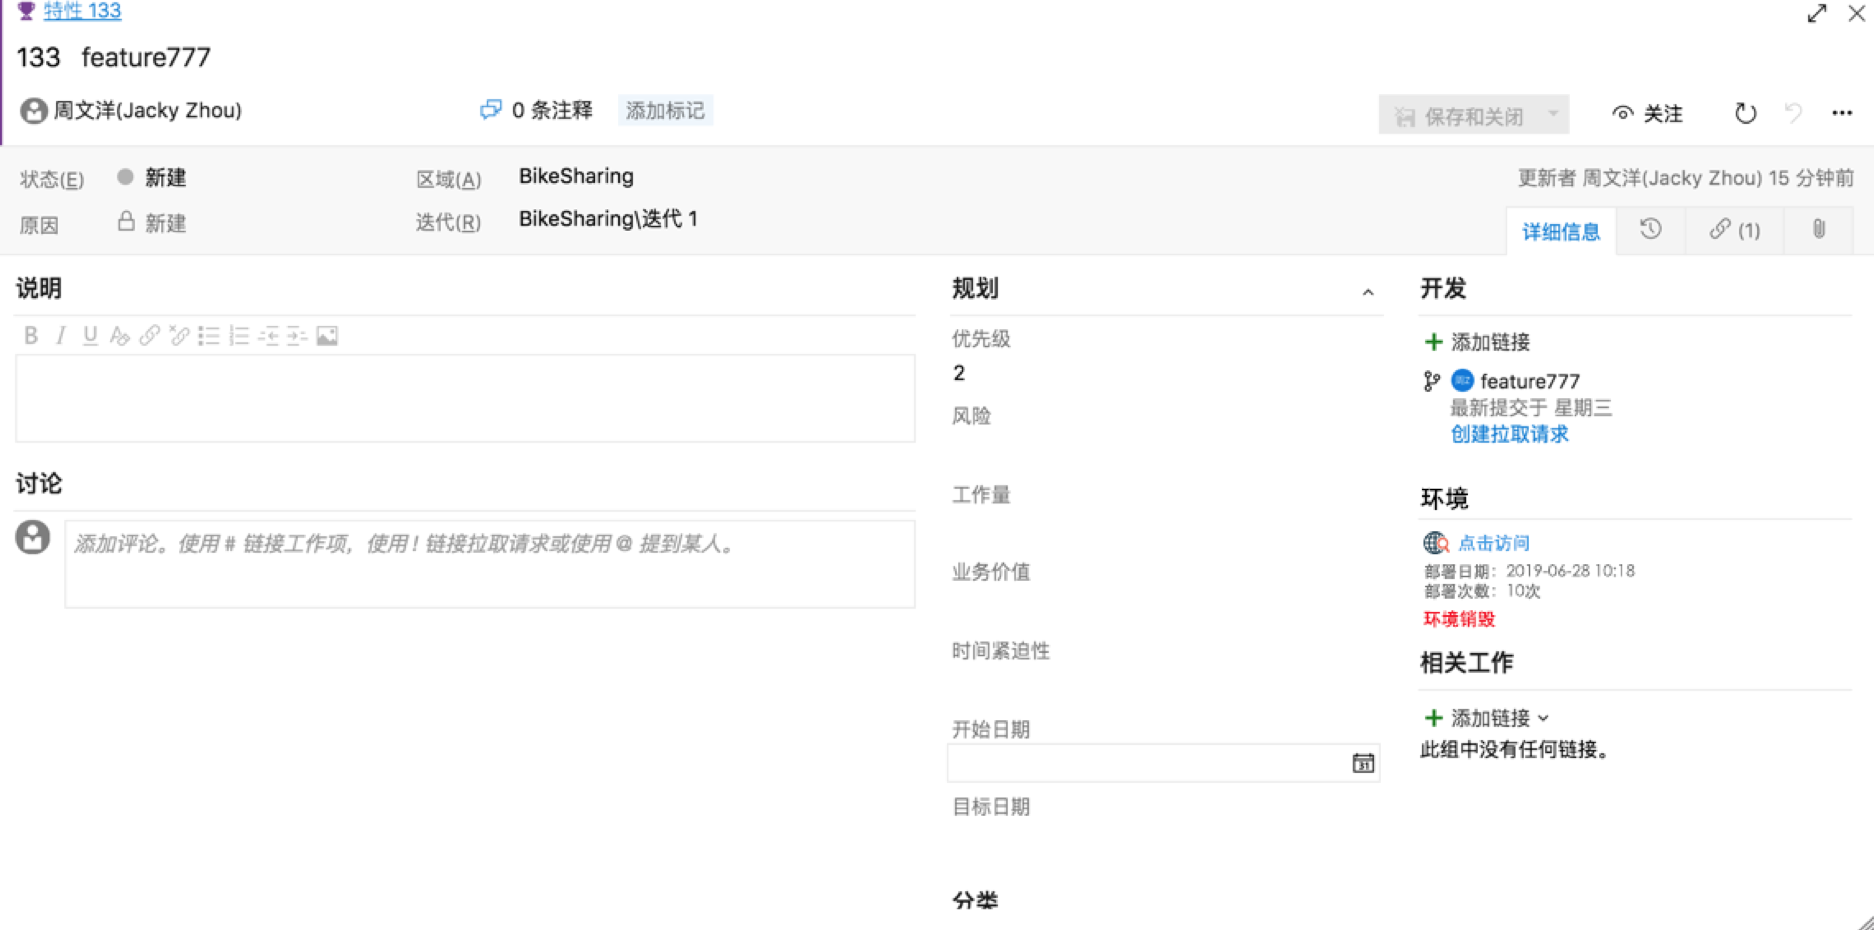 特性 133
133 feature777
周文洋(Jacky Zhou)
0 条注释
添加标记
保存和关闭
关注
状态(E)
新建
区域(A)
BikeSharing
更新者 周文洋(Jacky Zhou) 15 分钟前
原因
新建
迭代(R)
BikeSharing\迭代 1
详细信息
(1)
说明
B I U
讨论
添加评论。使用 # 链接工作项，使用 ! 链接拉取请求或使用 @ 提到某人。
规划
优先级
2
风险
工作量
业务价值
时间紧迫性
开始日期
31
目标日期
分类
开发
添加链接
feature777
最新提交于 星期三
创建拉取请求
环境
点击访问
部署日期：2019-06-28 10:18
部署次数：10次
环境销毁
相关工作
添加链接
此组中没有任何链接。